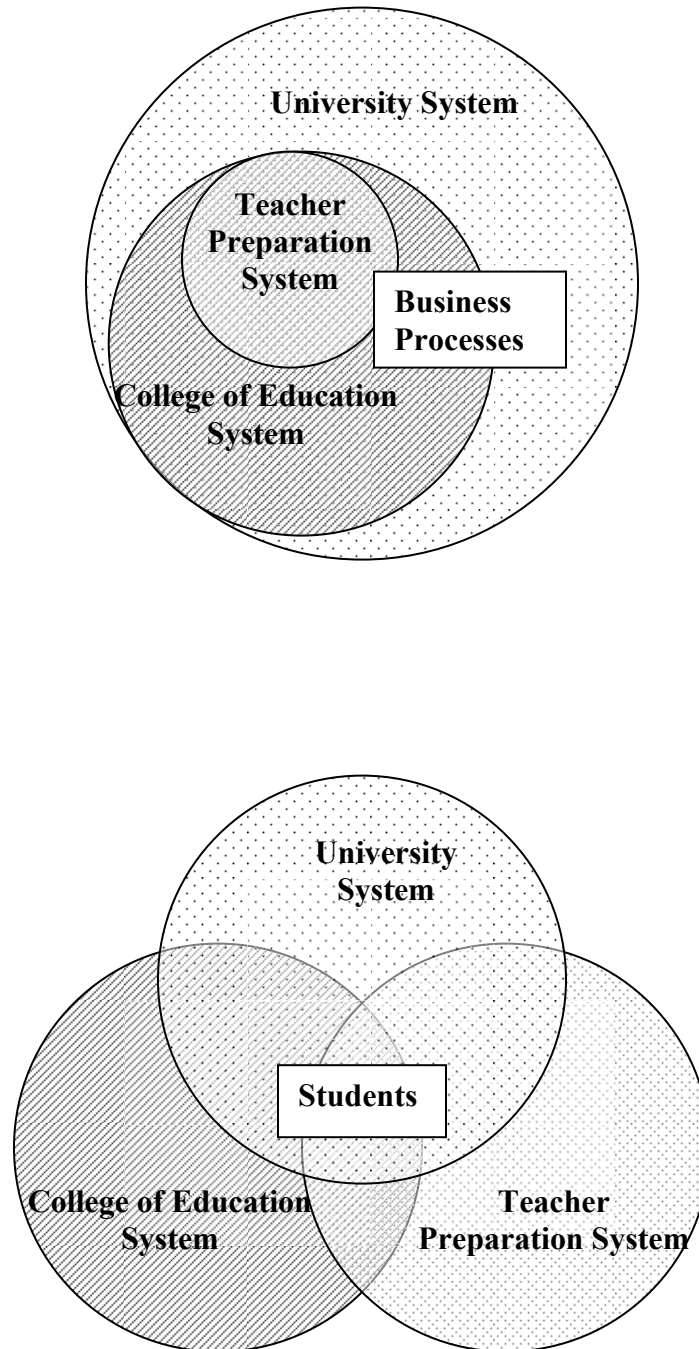 University System
Teacher
Preparation
System
Business
Processes
College of Education
System
University
System
Students
College of Education
System
Teacher
Preparation System